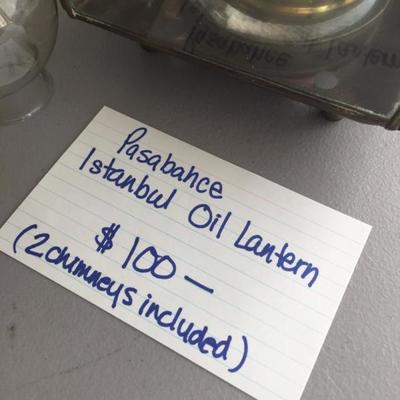 Pasabahce
Istanbul Oil Lantern
$100—
(2 chimneys included)